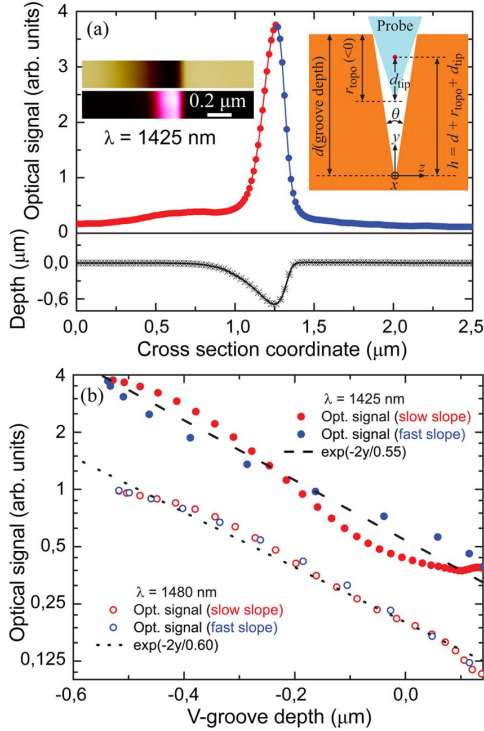 (a)
Optical signal (arb. units)
4
3
2
1
0
0.2 μm
λ = 1425 nm
Probe
r_topo (<0)
d_tip
d(groove depth)
h = d + r_topo + d_tip
θ
y
z
x
Depth (μm)
0,0
-0,6
0,0
0,5
1,0
1,5
2,0
2,5
Cross section coordinate (μm)
(b)
Optical signal (arb. units)
4
2
1
0,5
0,25
0,125
λ = 1425 nm
Opt. signal (slow slope)
Opt. signal (fast slope)
exp(-2y/0.55)
λ = 1480 nm
Opt. signal (slow slope)
Opt. signal (fast slope)
exp(-2y/0.60)
-0,6
-0,4
-0,2
0,0
V-groove depth (μm)